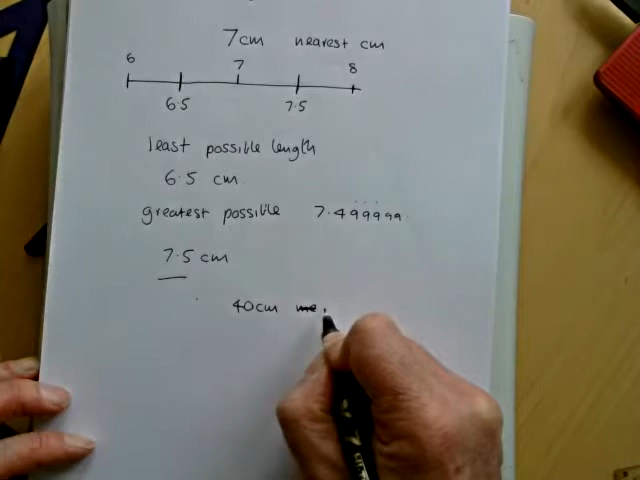 7cm nearest cm
6 7 8
6.5 7.5
least possible length
6.5 cm
greatest possible 7.499999
7.5 cm
40cm